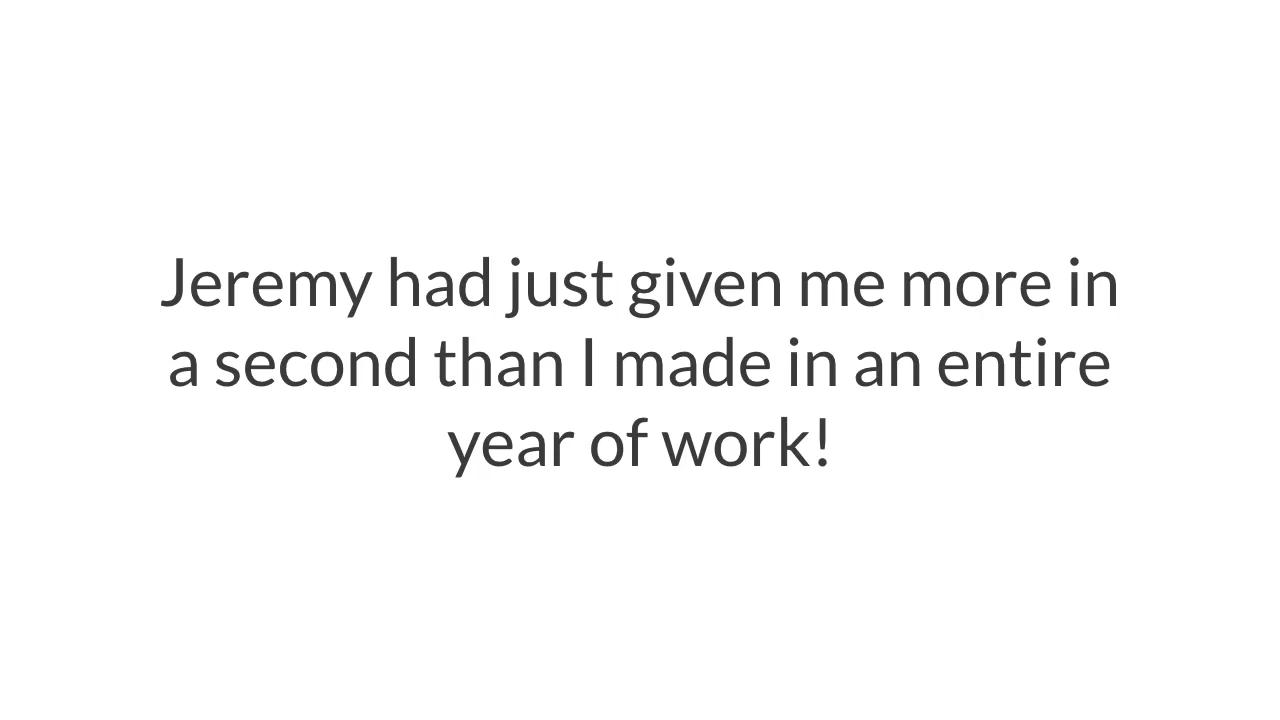 Jeremy had just given me more in
a second than I made in an entire
year of work!